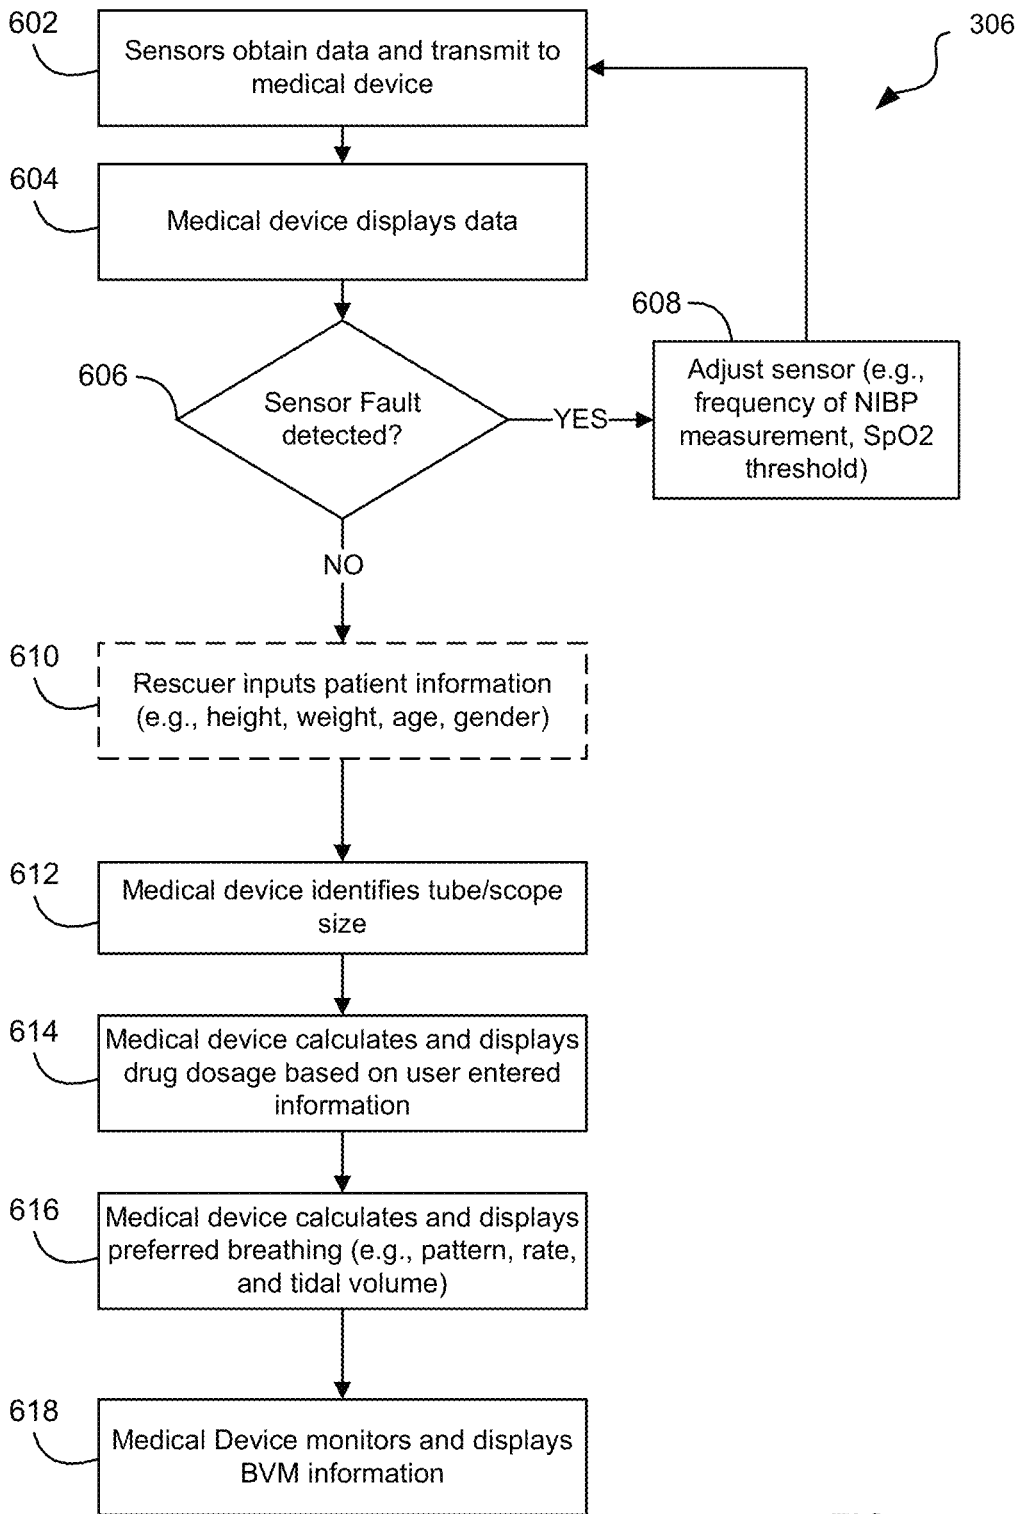 602
Sensors obtain data and transmit to
medical device
306
604
Medical device displays data
606
Sensor Fault
detected?
YES
608
Adjust sensor (e.g.,
frequency of NIBP
measurement, SpO2
threshold)
NO
610
Rescuer inputs patient information
(e.g., height, weight, age, gender)
612
Medical device identifies tube/scope
size
614
Medical device calculates and displays
drug dosage based on user entered
information
616
Medical device calculates and displays
preferred breathing (e.g., pattern, rate,
and tidal volume)
618
Medical Device monitors and displays
BVM information